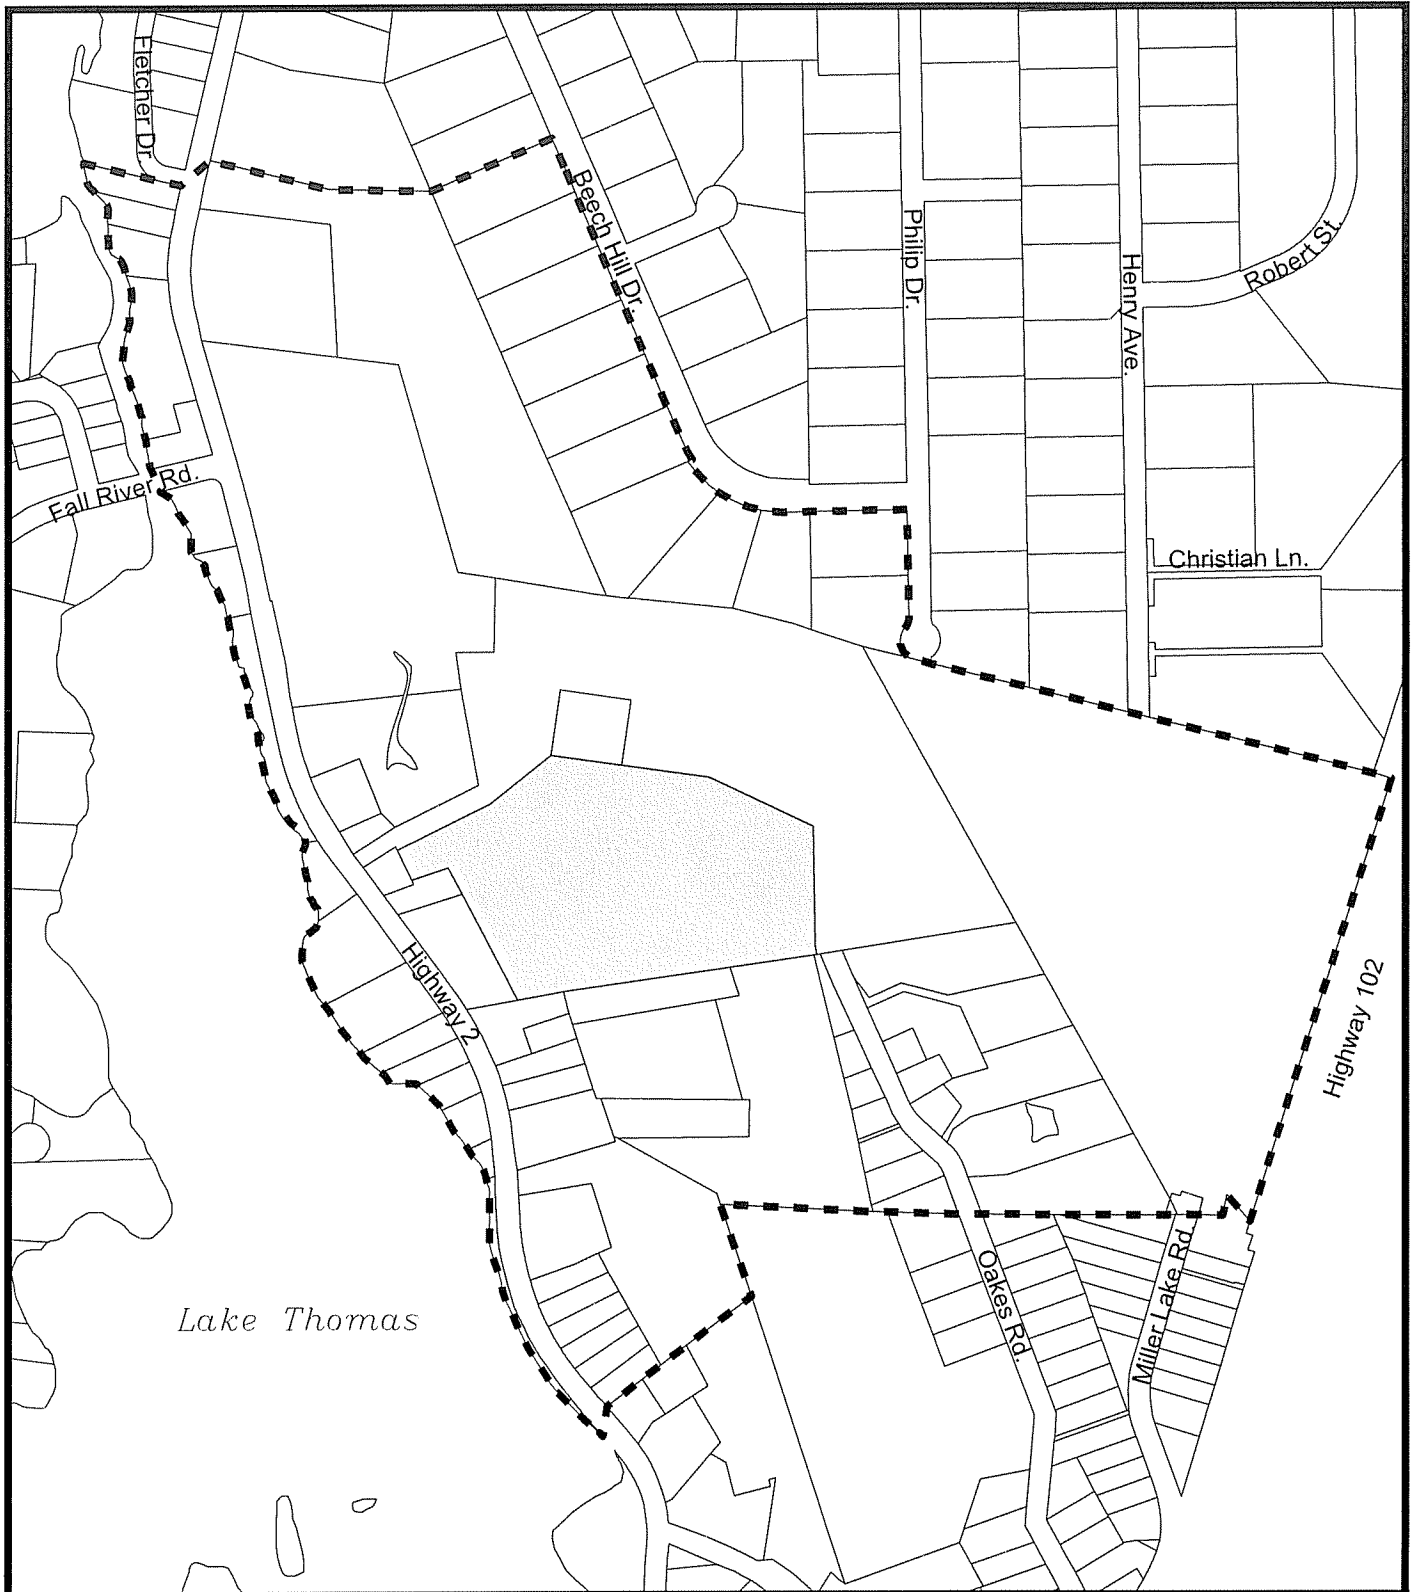 Fletcher Dr
Beech Hill Dr.
Philip Dr.
Henry Ave.
Robert St.
Fall River Rd.
Christian Ln.
Highway 2
Highway 102
Oakes Rd.
Miller Lake Rd.
Lake Thomas